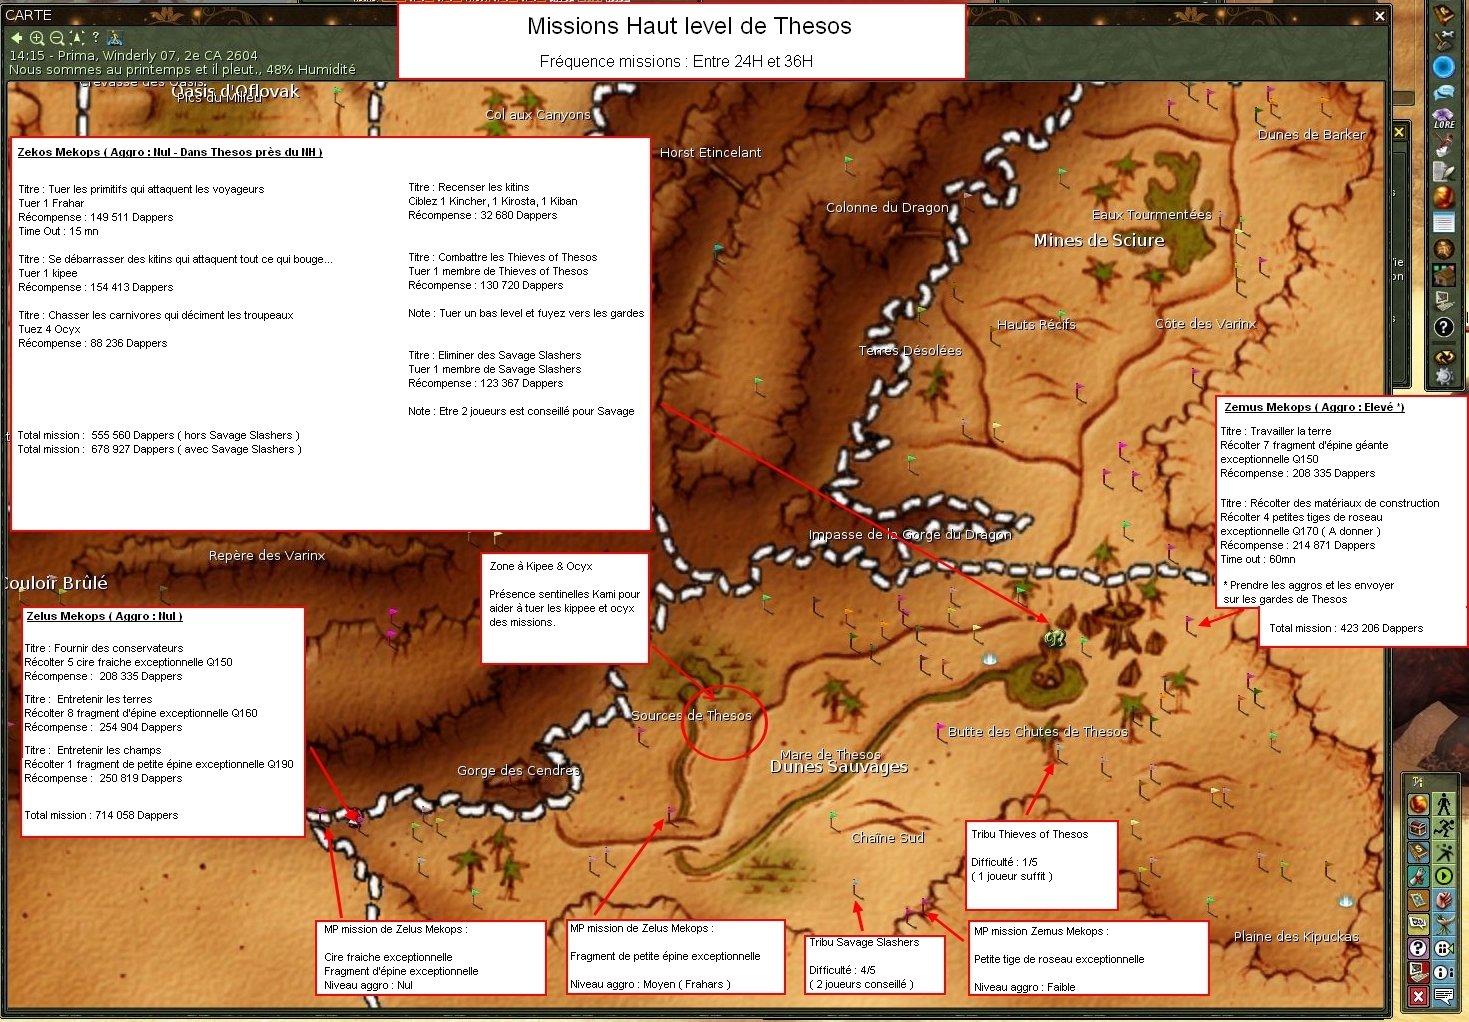 CARTE
Missions Haut level de Thesos
Fréquence missions : Entre 24H et 36H
14:15 - Prima, Winderly 07, 2e CA 2604
Nous sommes au printemps et il pleut., 48% Humidité
Crevasse des Oasis.
Oasis d'Oflovak
Pics du Milieu
Col aux Canyons
Horst Etincelant
Dunes de Barker
Colonne du Dragon
Eaux Tourmentées
Mines de Sciure
Hauts Récifs
Côte des Varinx
Terres Désolées
LORE
Zekos Mekops ( Aggro : Nul - Dans Thesos près du NH )
Titre : Tuer les primitifs qui attaquent les voyageurs
Tuer 1 Frahar
Récompense : 149 511 Dappers
Time Out : 15 mn
Titre : Se débarrasser des kitins qui attaquent tout ce qui bouge...
Tuer 1 kipee
Récompense : 154 413 Dappers
Titre : Chasser les carnivores qui déciment les troupeaux
Tuez 4 Ocyx
Récompense : 88 236 Dappers
Titre : Recenser les kitins
Ciblez 1 Kincher, 1 Kirosta, 1 Kiban
Récompense : 32 680 Dappers
Titre : Combattre les Thieves of Thesos
Tuer 1 membre de Thieves of Thesos
Récompense : 130 720 Dappers
Note : Tuer un bas level et fuyez vers les gardes
Titre : Eliminer des Savage Slashers
Tuer 1 membre de Savage Slashers
Récompense : 123 367 Dappers
Note : Etre 2 joueurs est conseillé pour Savage
Total mission : 555 560 Dappers ( hors Savage Slashers )
Total mission : 678 927 Dappers ( avec Savage Slashers )
Zemus Mekops ( Aggro : Elevé *)
Titre : Travailler la terre
Récolter 7 fragment d'épine géante
exceptionnelle Q150
Récompense : 208 335 Dappers
Titre : Récolter des matériaux de construction
Récolter 4 petites tiges de roseau
exceptionnelle Q170 ( A donner )
Récompense : 214 871 Dappers
Time out : 60mn
* Prendre les aggros et les envoyer
sur les gardes de Thesos
Total mission : 423 206 Dappers
Impasse de la Gorge du Dragon
Repère des Varinx
Couloir Brûlé
Zone à Kipee & Ocyx
Présence sentinelles Kami pour
aider à tuer les kippee et ocyx
des missions.
Zelus Mekops ( Aggro : Nul )
Titre : Fournir des conservateurs
Récolter 5 cire fraiche exceptionnelle Q150
Récompense : 208 335 Dappers
Titre : Entretenir les terres
Récolter 8 fragment d'épine exceptionnelle Q160
Récompense : 254 904 Dappers
Titre : Entretenir les champs
Récolter 1 fragment de petite épine exceptionnelle Q190
Récompense : 250 819 Dappers
Total mission : 714 058 Dappers
Sources de Thesos
Butte des Chutes de Thesos
Mare de Thesos
Dunes Sauvages
Gorge des Cendres
Chaîne Sud
Plaine des Kipuckas
Tribu Thieves of Thesos
Difficulté : 1/5
( 1 joueur suffit )
MP mission de Zelus Mekops :
Cire fraiche exceptionnelle
Fragment d'épine exceptionnelle
Niveau aggro : Nul
MP mission de Zelus Mekops :
Fragment de petite épine exceptionnelle
Niveau aggro : Moyen ( Frahars )
Tribu Savage Slashers
Difficulté : 4/5
( 2 joueurs conseillé )
MP mission Zemus Mekops :
Petite tige de roseau exceptionnelle
Niveau aggro : Faible